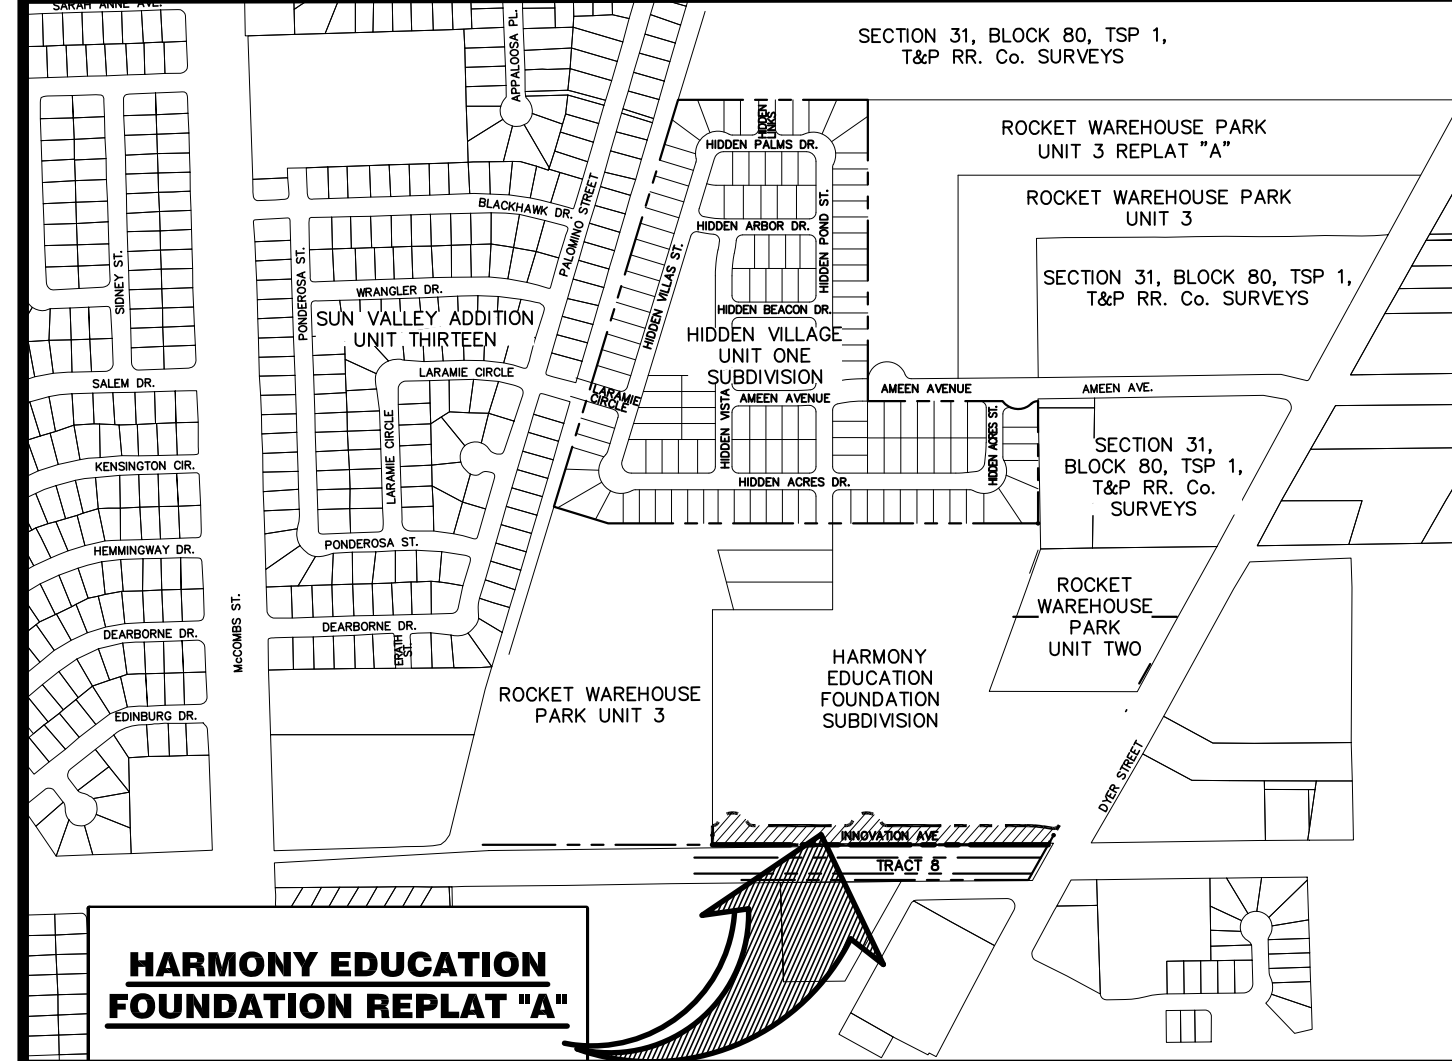 SARAH ANNE AVE.
APPALOOSA PL.
SECTION 31, BLOCK 80, TSP 1,
T&P RR. Co. SURVEYS
HIDDEN
LINKS
ROCKET WAREHOUSE PARK
UNIT 3 REPLAT "A"
HIDDEN PALMS DR.
ROCKET WAREHOUSE PARK
UNIT 3
BLACKHAWK DR.
PALOMINO STREET
HIDDEN ARBOR DR.
HIDDEN POND ST.
SIDNEY ST.
PONDEROSA ST.
HIDDEN VILLAS ST.
SECTION 31, BLOCK 80, TSP 1,
T&P RR. Co. SURVEYS
WRANGLER DR.
HIDDEN BEACON DR.
SUN VALLEY ADDITION
UNIT THIRTEEN
HIDDEN VILLAGE
UNIT ONE
SUBDIVISION
LARAMIE CIRCLE
SALEM DR.
LARAMIE
CIRCLE
AMEEN AVENUE
AMEEN AVENUE
AMEEN AVE.
HIDDEN VISTA
HIDDEN ACRES ST.
LARAMIE CIRCLE
SECTION 31,
BLOCK 80, TSP 1,
T&P RR. Co.
SURVEYS
KENSINGTON CIR.
HIDDEN ACRES DR.
PONDEROSA ST.
HEMMINGWAY DR.
ROCKET
WAREHOUSE
PARK
UNIT TWO
McCOMBS ST.
DEARBORNE DR.
DEARBORNE DR.
ERATH
ST.
HARMONY
EDUCATION
FOUNDATION
SUBDIVISION
ROCKET WAREHOUSE
PARK UNIT 3
EDINBURG DR.
DYER STREET
INNOVATION AVE
TRACT 8
HARMONY EDUCATION
FOUNDATION REPLAT "A"